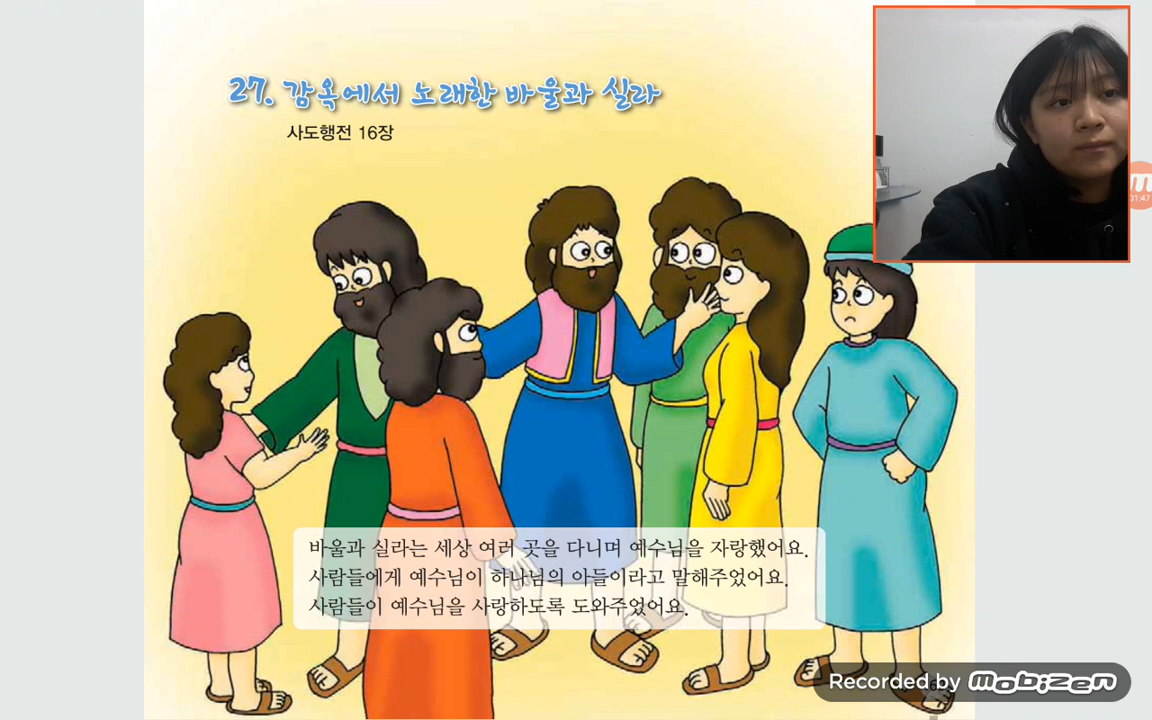 27. 감옥에서 노래한 바울과 실라
사도행전 16장
01:47
바울과 실라는 세상 여러 곳을 다니며 예수님을 자랑했어요.
사람들에게 예수님이 하나님의 아들이라고 말해주었어요.
사람들이 예수님을 사랑하도록 도와주었어요.
Recorded by mobizen